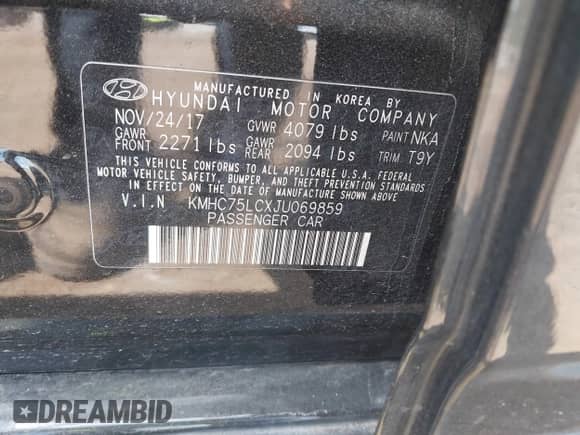 MANUFACTURED IN KOREA BY
HYUNDAI MOTOR COMPANY
NOV/24/17 GVWR 4079 lbs PAINT NKA
GAWR FRONT 2271 lbs GAWR REAR 2094 lbs TRIM T9Y
THIS VEHICLE CONFORMS TO ALL APPLICABLE U.S. FEDERAL
MOTOR VEHICLE SAFETY, BUMPER, AND THEFT PREVENTION STANDARDS
IN EFFECT ON THE DATE OF MANUFACTURE SHOWN ABOVE.
V.I.N KMHC75LCXJU069859
PASSENGER CAR
DREAMBID